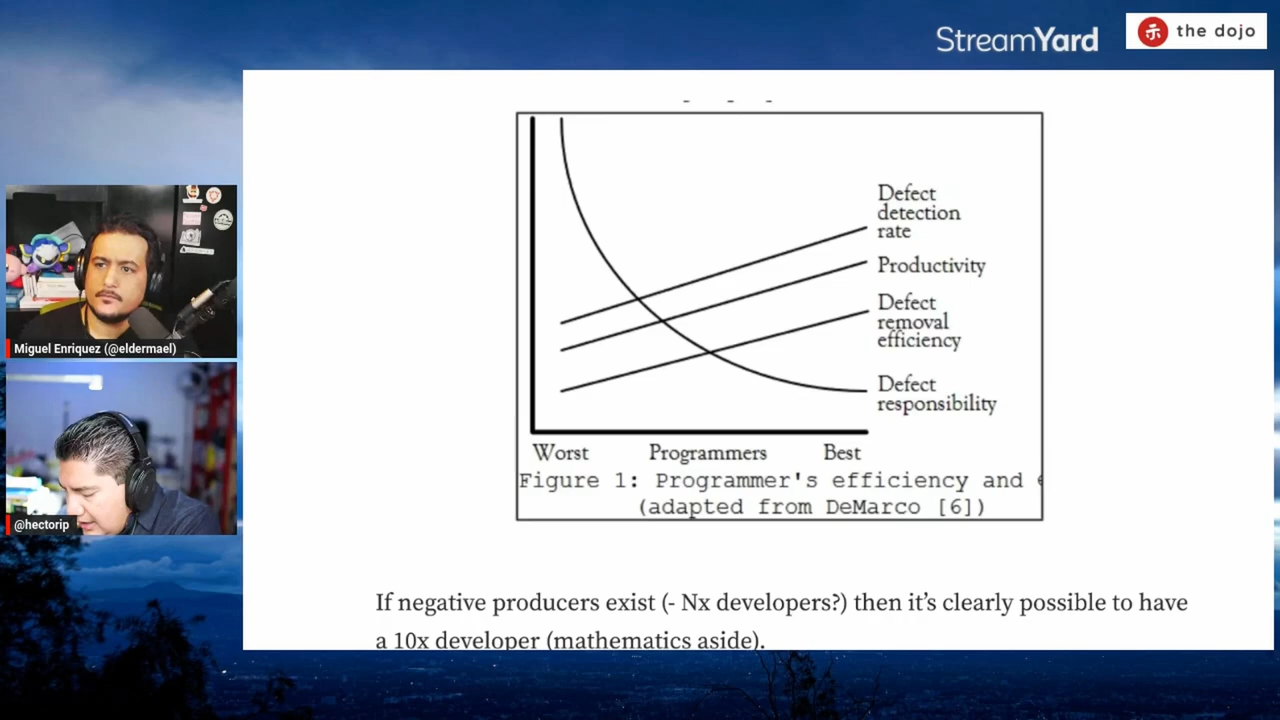 StreamYard
the dojo
Defect
detection
rate
Productivity
Defect
removal
efficiency
Defect
responsibility
Worst Programmers Best
Figure 1: Programmer's efficiency and
(adapted from DeMarco [6])
If negative producers exist (- Nx developers?) then it’s clearly possible to have
a 10x developer (mathematics aside).
Miguel Enriquez (@eldermael)
@hectorip